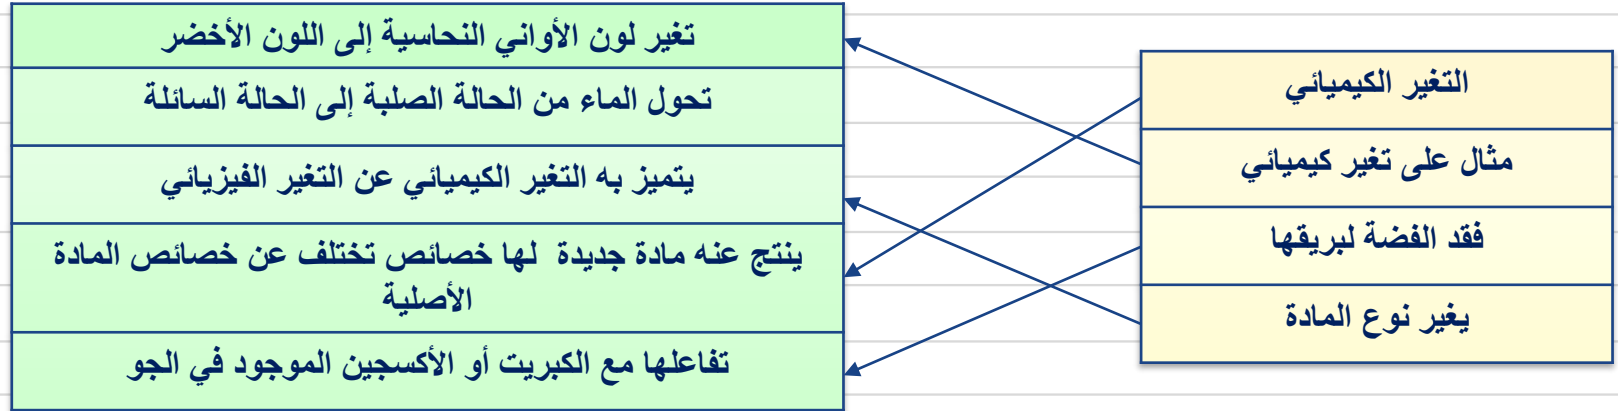 التغير الكيميائي
مثال على تغير كيميائي
فقد الفضة لبريقها
يغير نوع المادة
تغير لون الأواني النحاسية إلى اللون الأخضر
تحول الماء من الحالة الصلبة إلى الحالة السائلة
يتميز به التغير الكيميائي عن التغير الفيزيائي
ينتج عنه مادة جديدة لها خصائص تختلف عن خصائص المادة
الأصلية
تفاعلها مع الكبريت أو الأكسجين الموجود في الجو